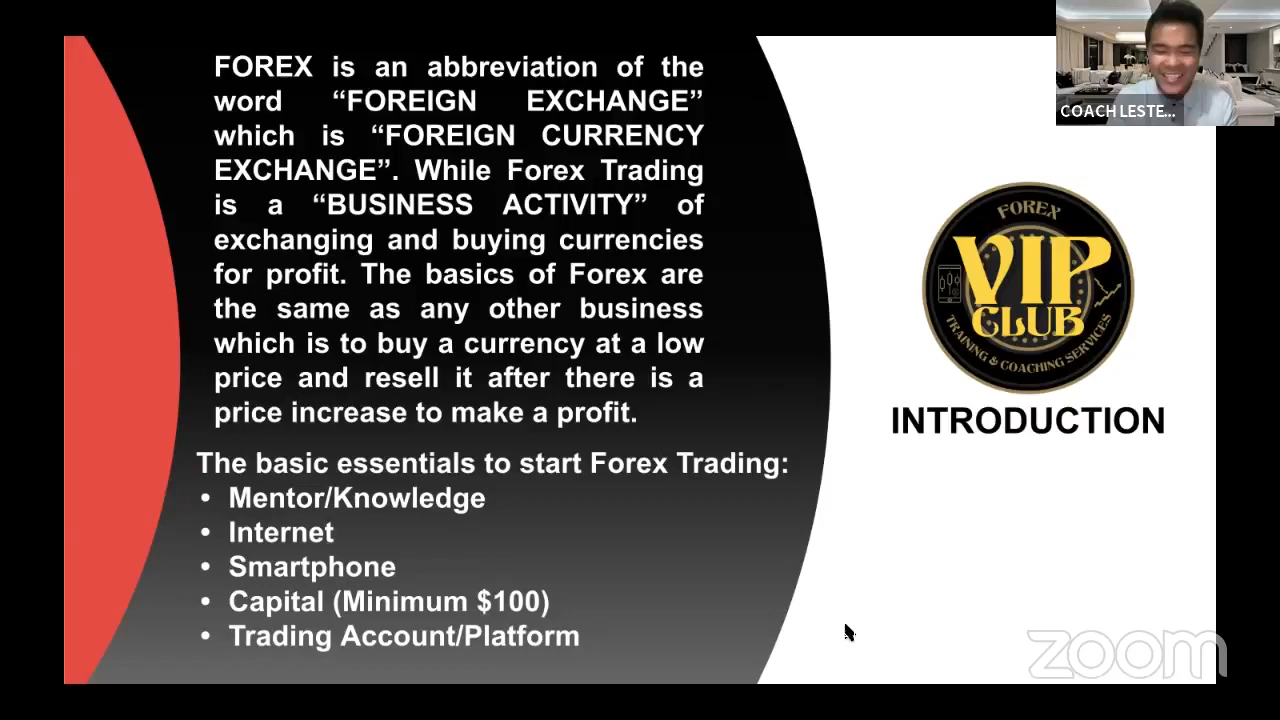 FOREX is an abbreviation of the
word “FOREIGN EXCHANGE”
which is “FOREIGN CURRENCY
EXCHANGE”. While Forex Trading
is a “BUSINESS ACTIVITY” of
exchanging and buying currencies
for profit. The basics of Forex are
the same as any other business
which is to buy a currency at a low
price and resell it after there is a
price increase to make a profit.
The basic essentials to start Forex Trading:
• Mentor/Knowledge
• Internet
• Smartphone
• Capital (Minimum $100)
• Trading Account/Platform
COACH LESTE...
FOREX
VIP
CLUB
TRAINING & COACHING SERVICES
INTRODUCTION
zoom